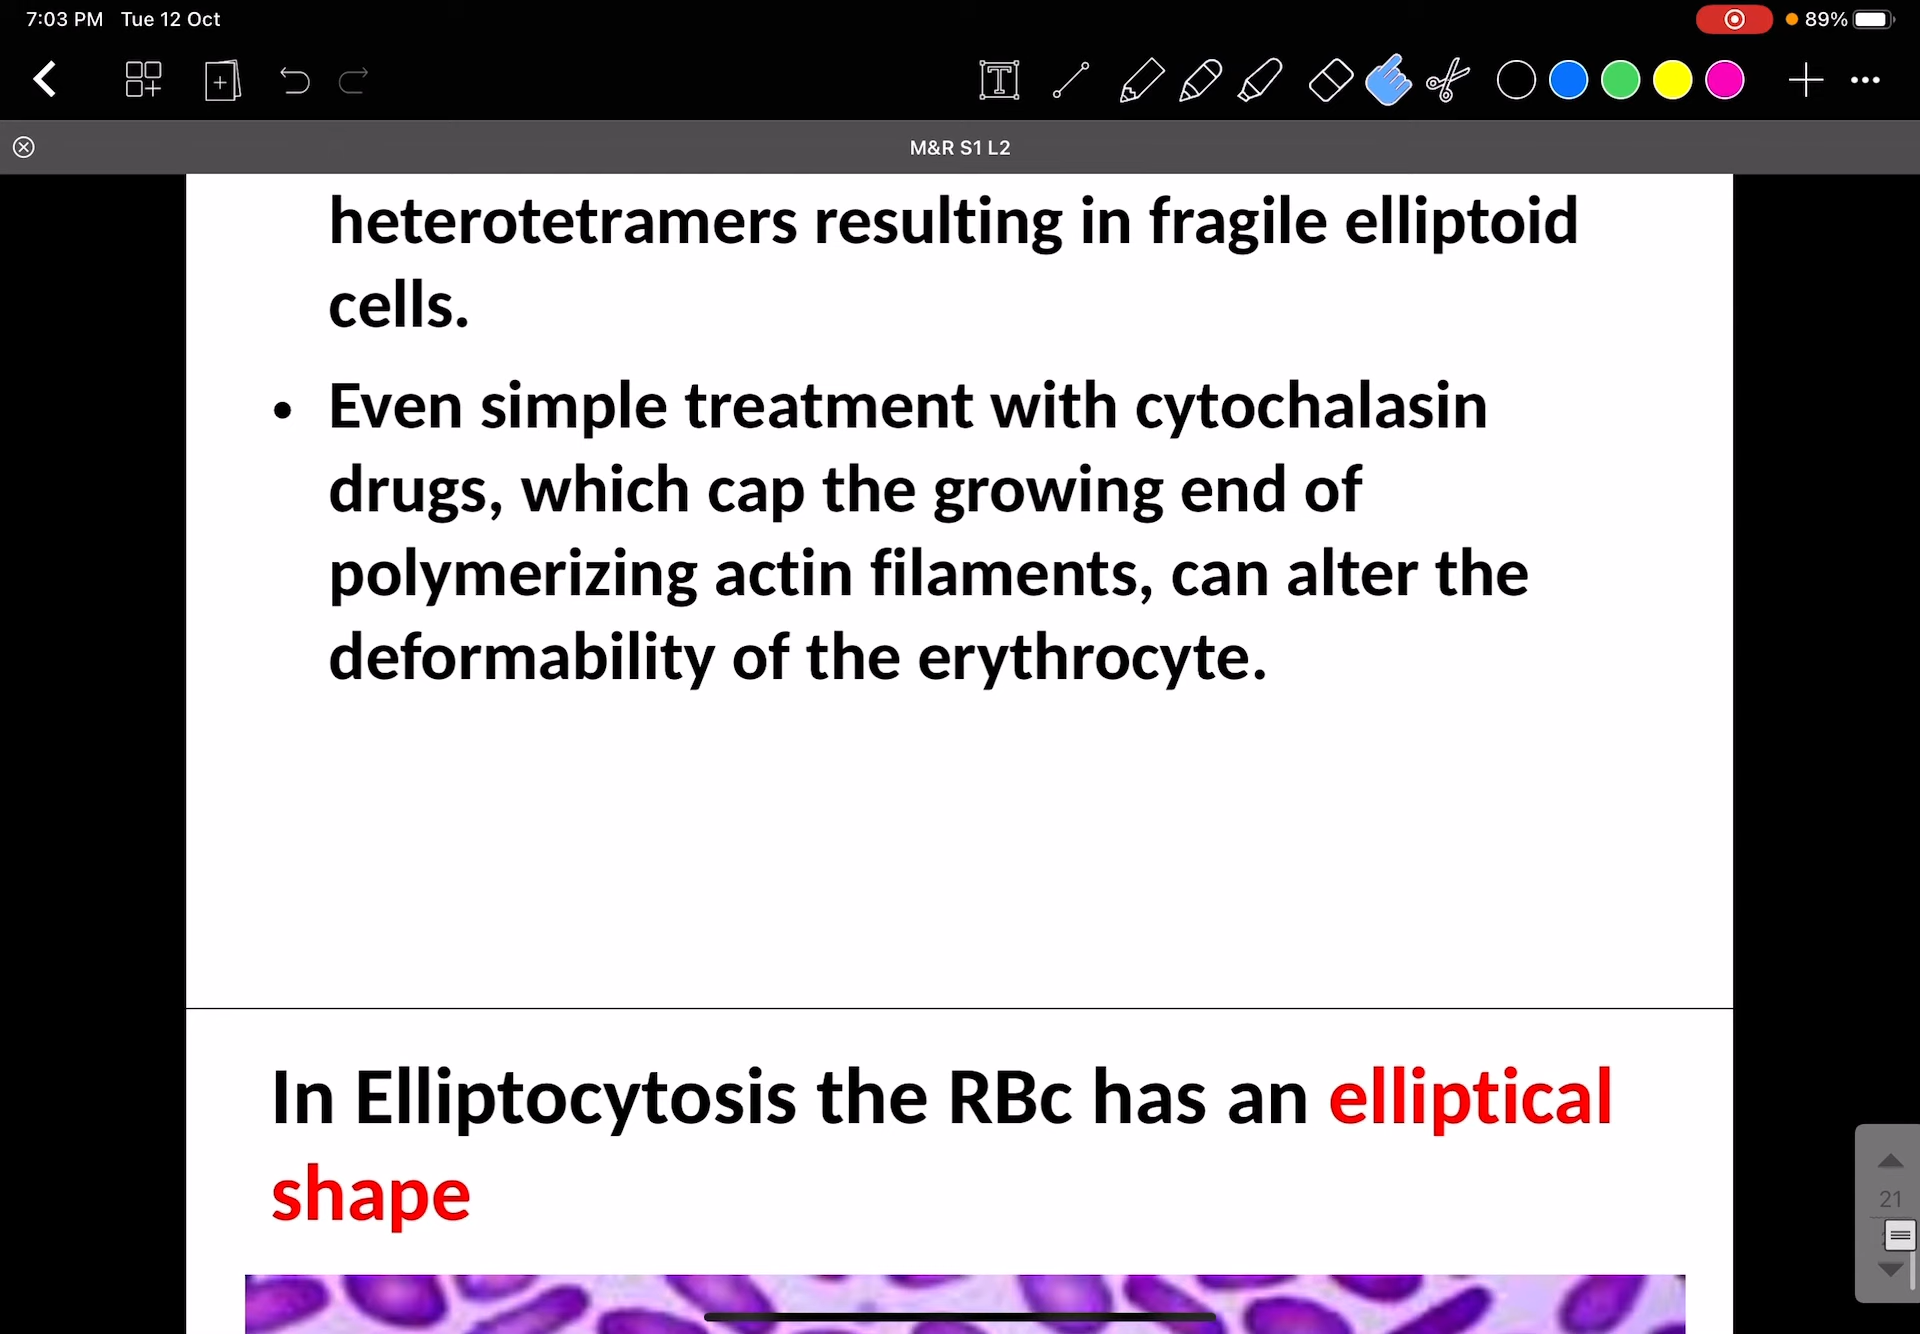 7:03 PM Tue 12 Oct
89%
T
M&R S1 L2
heterotetramers resulting in fragile elliptoid
cells.
• Even simple treatment with cytochalasin
drugs, which cap the growing end of
polymerizing actin filaments, can alter the
deformability of the erythrocyte.
In Elliptocytosis the RBc has an elliptical
shape
21